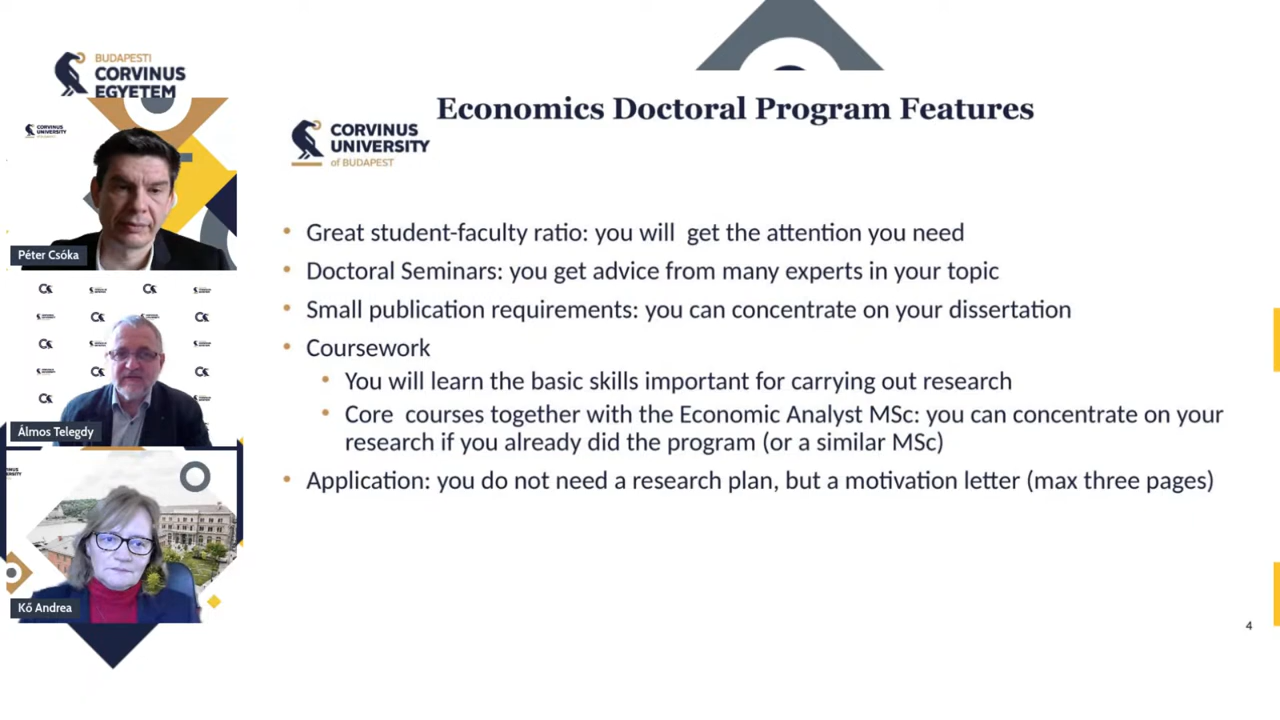 BUDAPESTI
CORVINUS
EGYETEM
CORVINUS
UNIVERSITY
Péter Csóka
Álmos Telegdy
Kő Andrea
CORVINUS
UNIVERSITY
of BUDAPEST
Economics Doctoral Program Features
• Great student-faculty ratio: you will get the attention you need
• Doctoral Seminars: you get advice from many experts in your topic
• Small publication requirements: you can concentrate on your dissertation
• Coursework
• You will learn the basic skills important for carrying out research
• Core courses together with the Economic Analyst MSc: you can concentrate on your
research if you already did the program (or a similar MSc)
• Application: you do not need a research plan, but a motivation letter (max three pages)
4